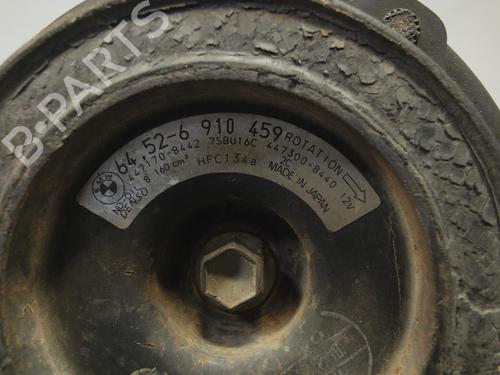 B-PARTS
BMW
64.52-6 910 459 ROTATION
447170-8442 7SBU16C 447300-8440 12V
ND-OIL 8 160 cm³ HFC134a 2C MADE IN JAPAN
DENSO